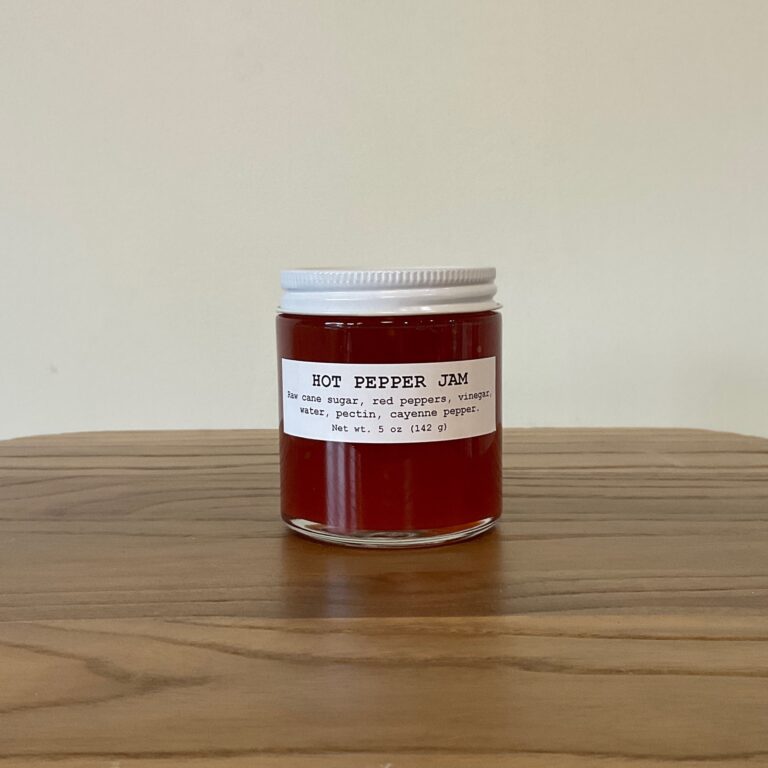 HOT PEPPER JAM
Raw cane sugar, red peppers, vinegar,
water, pectin, cayenne pepper.
Net wt. 5 oz (142 g)